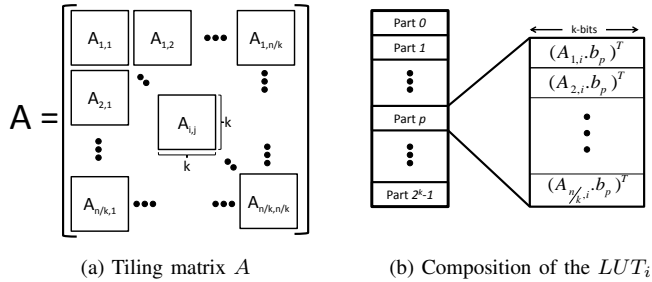 A =
A1,1 A1,2 ••• A1,n/k
A2,1
Ai,j k
k
An/k,1 ••• An/k,n/k
(a) Tiling matrix A
Part 0
Part 1
Part p
Part 2^k-1
k-bits
(A1,i.bp)^T
(A2,i.bp)^T
(An/k,i.bp)^T
(b) Composition of the LUTi